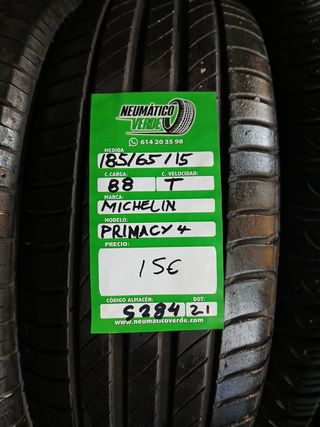 NEUMÁTICO
VERDE
614 20 35 98
MEDIDA
185/65/15
C.CARGA: C. VELOCIDAD:
88 T
MARCA:
MICHELIN
MODELO:
PRIMACY 4
PRECIO:
15€
CÓDIGO ALMACÉN: DOT:
S284 21
www.neumaticoverde.com